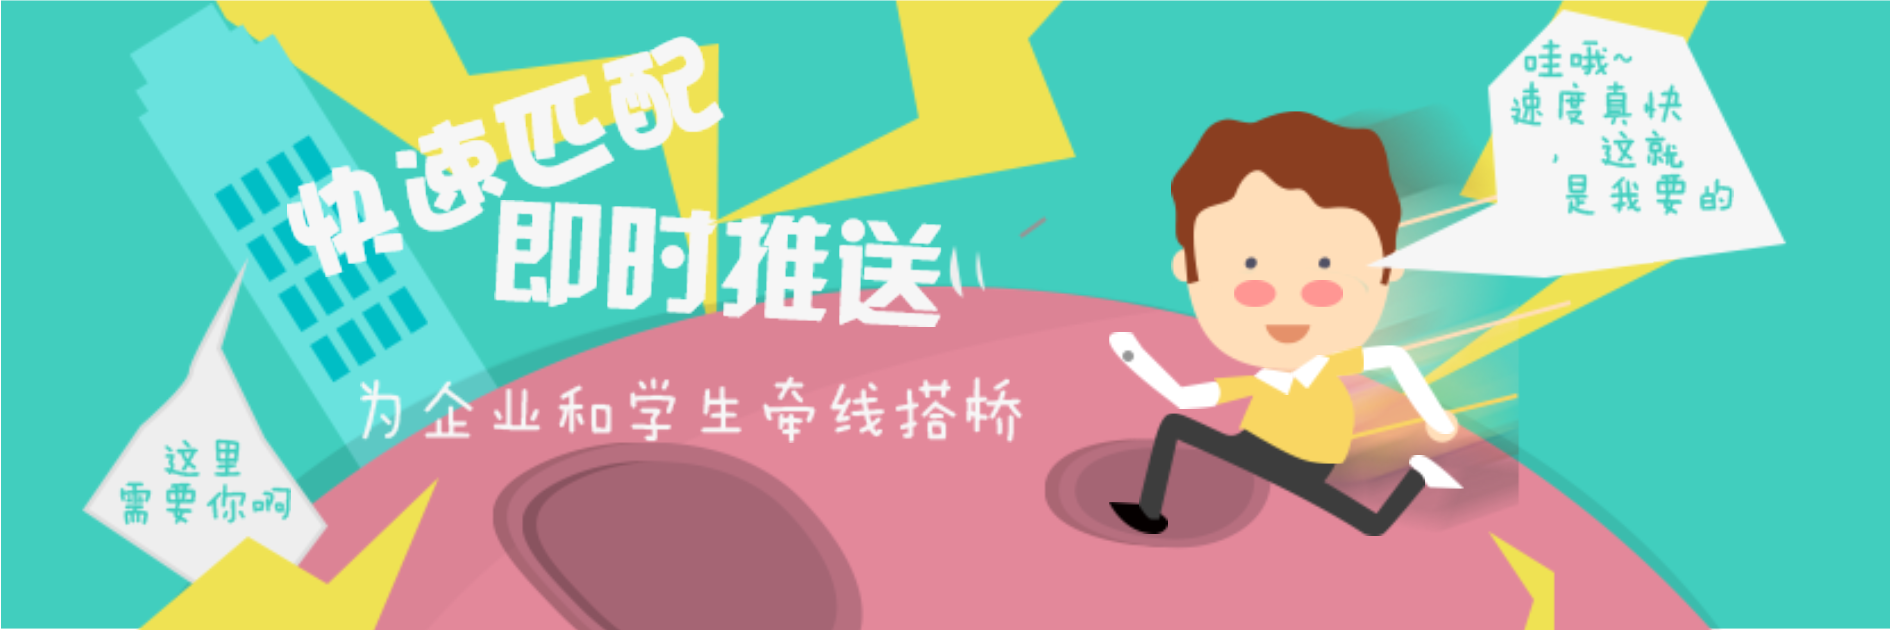 快速匹配
即时推送
为企业和学生牵线搭桥
这里
需要你啊
哇哦~
速度真快
，这就
是我要的